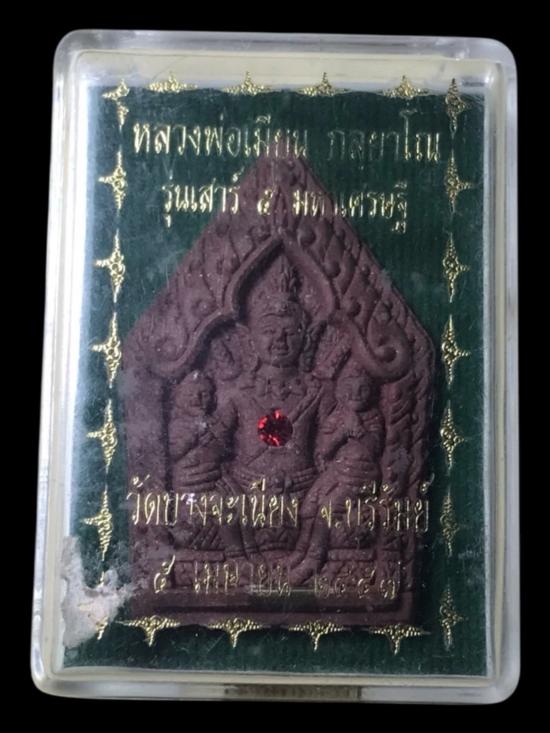 หลวงพ่อเมียน กลฺยาโณ
รุ่นเสาร์ ๕ มหาเศรษฐี
วัดบางจะเนียง จ.บุรีรัมย์
๕ เมษายน ๒๕๕๗